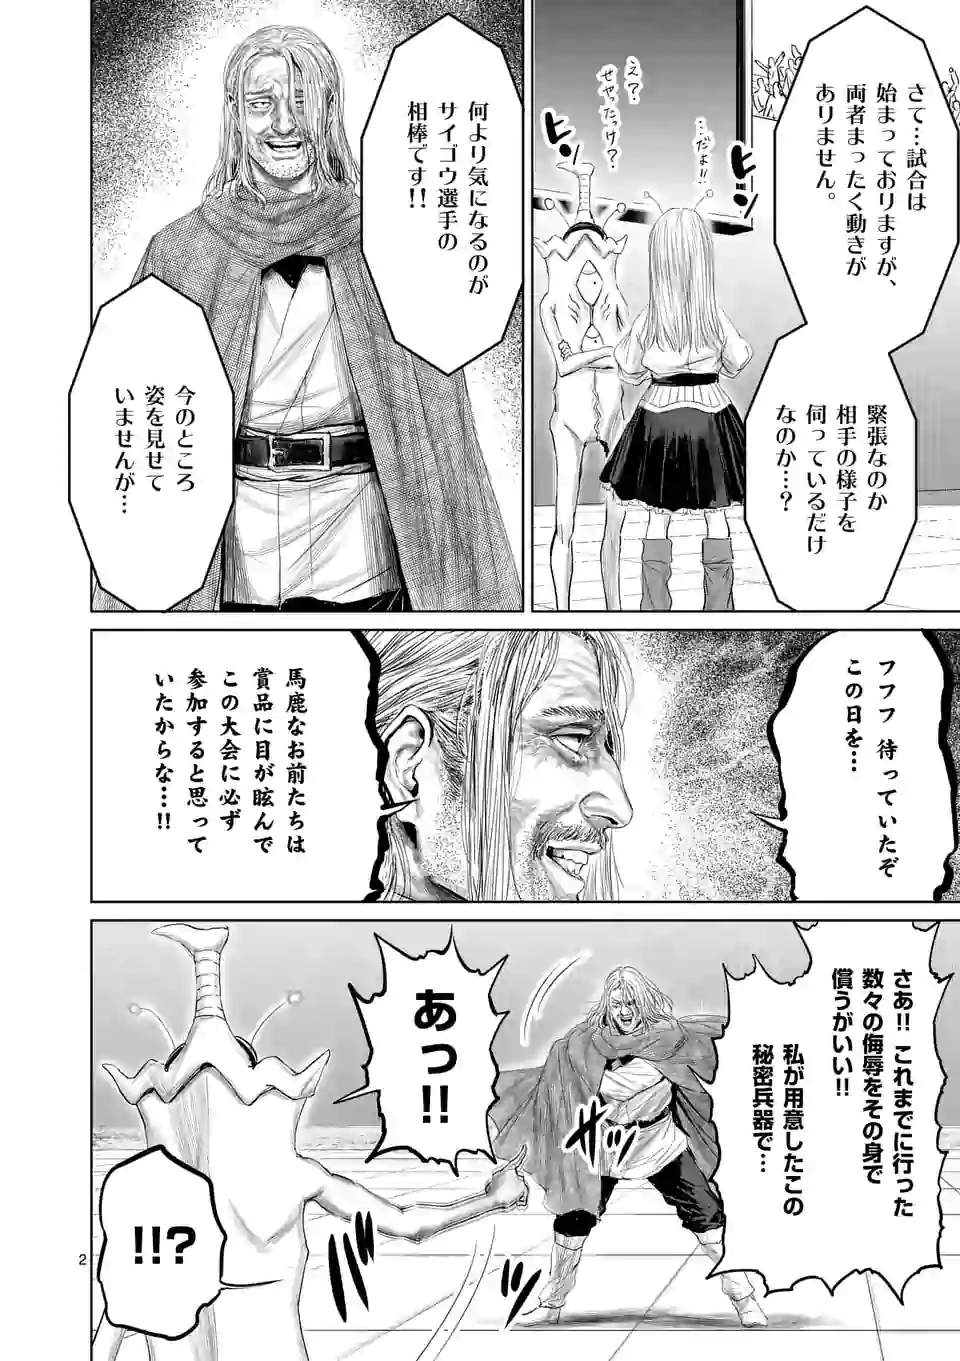 さて…試合は
始まっておりますが、
両者まったく動きが
ありません。
…だよ!!
え？
せやったっけ？
ヒソ
ヒソ
緊張なのか
相手の様子を
伺っているだけ
なのか…？
何より気になるのが
サイゴウ選手の
相棒です!!
今のところ
姿を見せて
いませんが…
フフフ 待っていたぞ
この日を…
馬鹿なお前たちは
賞品に目が眩んで
この大会に必ず
参加すると思って
いたからな…!!
さあ!! これまでに行った
数々の侮辱をその身で
償うがいい!!
私が用意したこの
秘密兵器で…
あっ!!
!!?
2